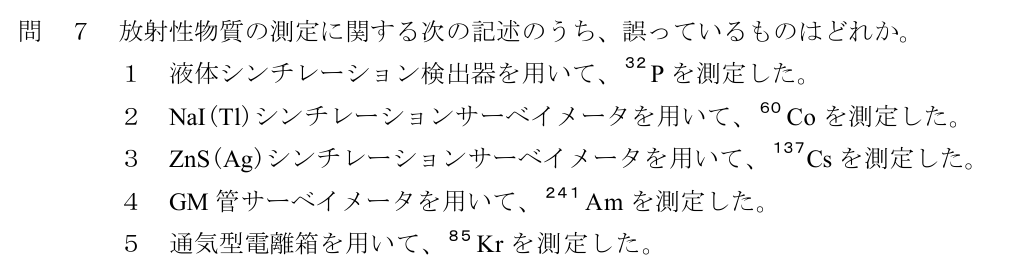 問　7　放射性物質の測定に関する次の記述のうち、誤っているものはどれか。
1　液体シンチレーション検出器を用いて、³²P を測定した。
2　NaI(Tl)シンチレーションサーベイメータを用いて、⁶⁰Co を測定した。
3　ZnS(Ag)シンチレーションサーベイメータを用いて、¹³⁷Cs を測定した。
4　GM 管サーベイメータを用いて、²⁴¹Am を測定した。
5　通気型電離箱を用いて、⁸⁵Kr を測定した。